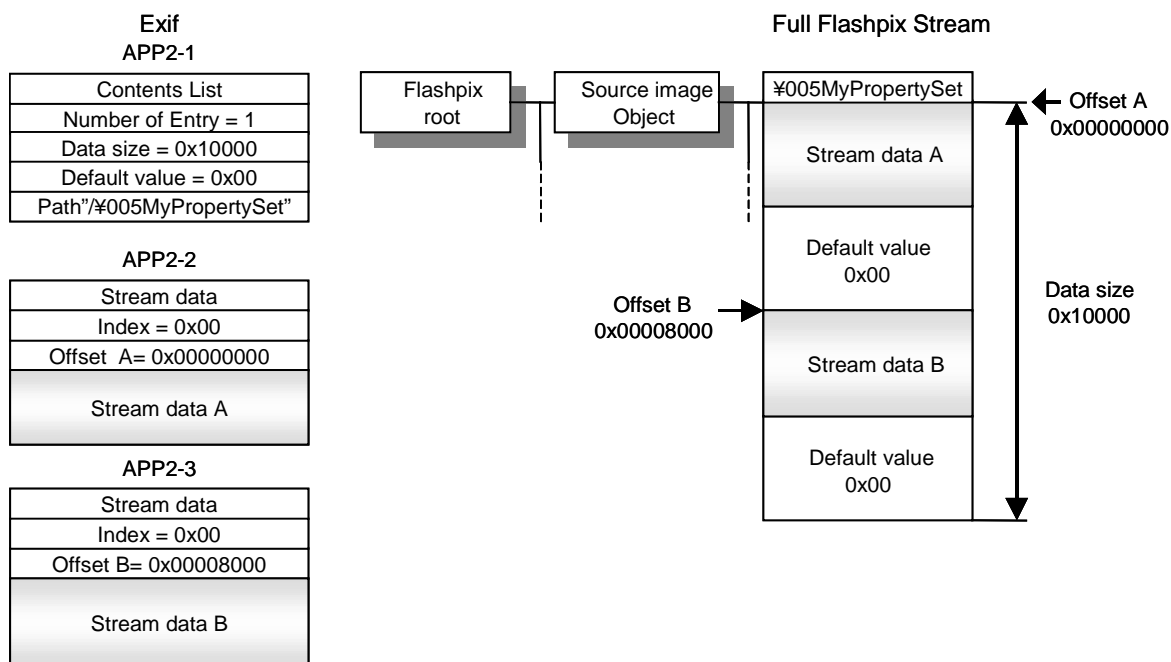 Exif
APP2-1
Contents List
Number of Entry = 1
Data size = 0x10000
Default value = 0x00
Path”/¥005MyPropertySet”
APP2-2
Stream data
Index = 0x00
Offset  A= 0x00000000
Stream data A
APP2-3
Stream data
Index = 0x00
Offset B= 0x00008000
Stream data B
Full Flashpix Stream
Flashpix
root
Source image
Object
¥005MyPropertySet
Stream data A
Default value
0x00
Stream data B
Default value
0x00
Offset B
0x00008000
Offset A
0x00000000
Data size
0x10000